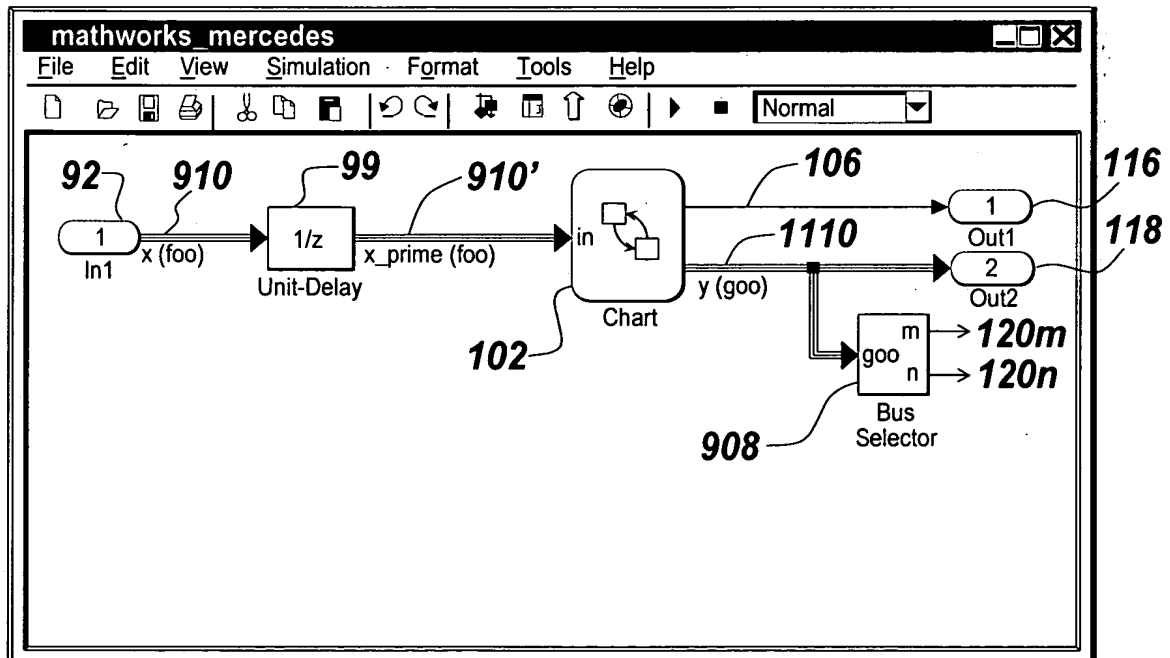 mathworks_mercedes
File Edit View Simulation Format Tools Help
Normal
92 910 99 910' 106 116
1 1/z in 1
x (foo) x_prime (foo) 1110 118
In1 Unit-Delay Out1
y (goo) 2
Chart Out2
102 m 120m
goo
n 120n
908 Bus
Selector